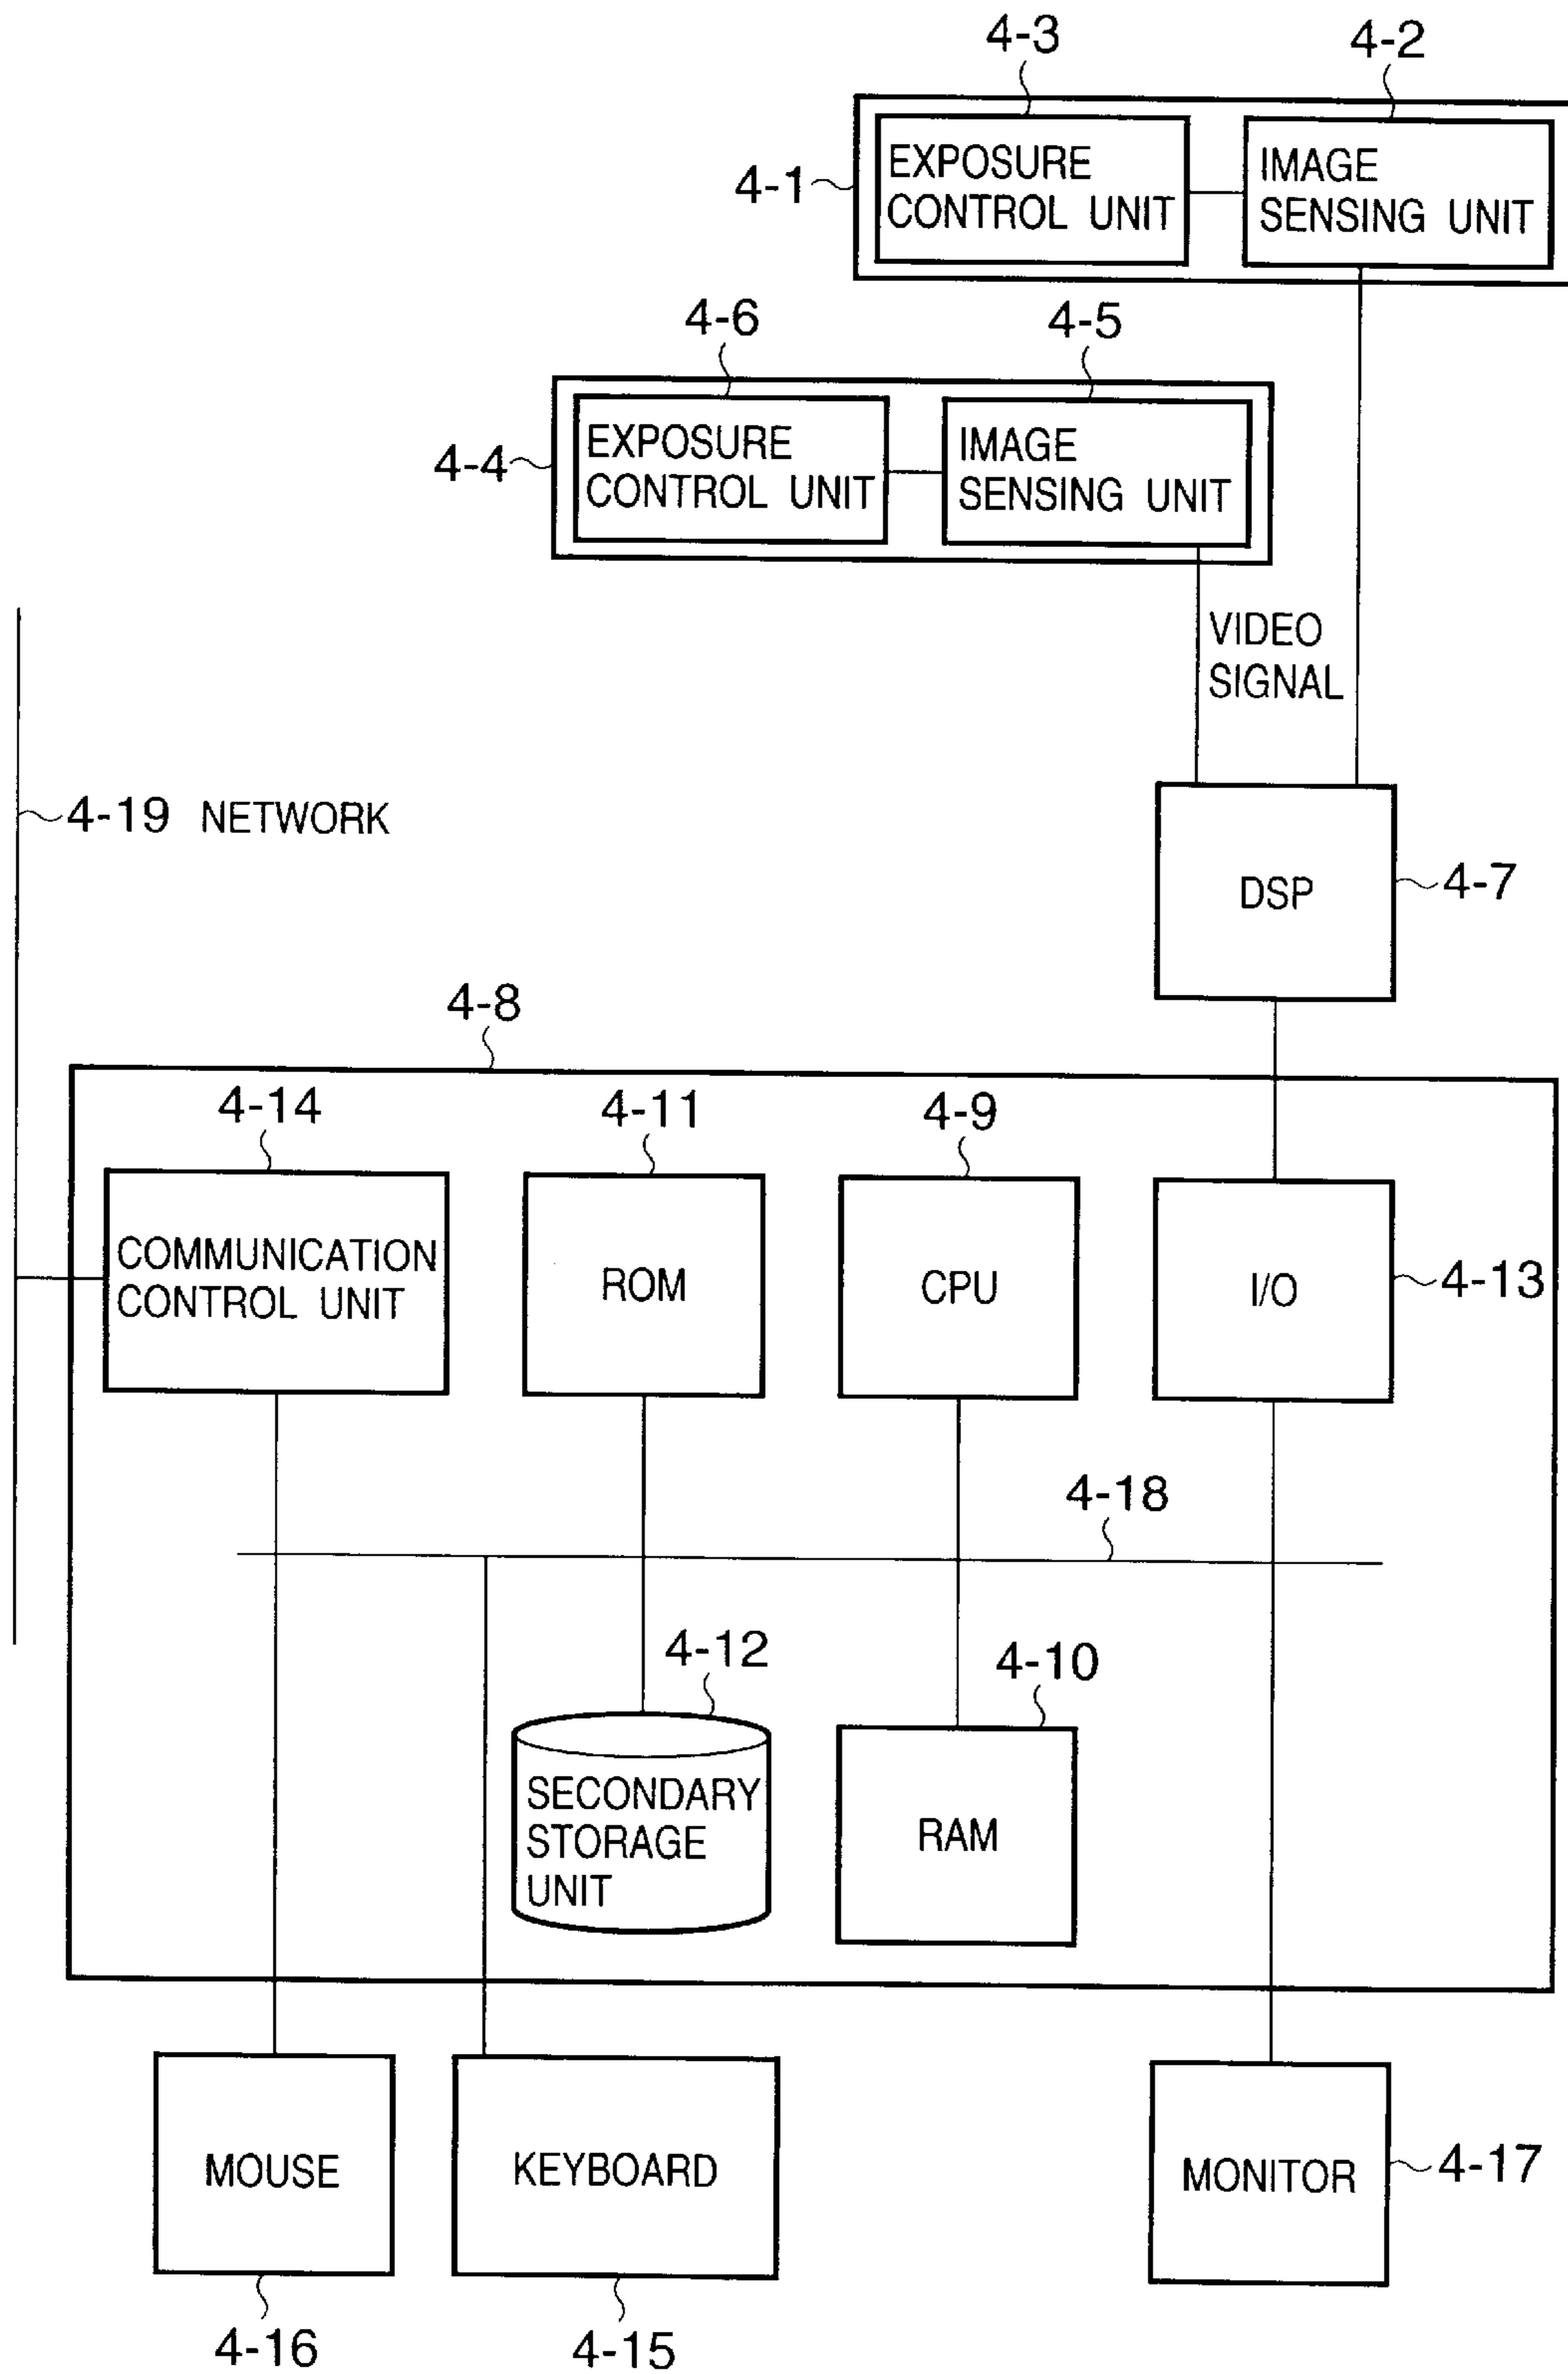 4-3
4-2
4-1
EXPOSURE
CONTROL UNIT
IMAGE
SENSING UNIT
4-6
4-5
4-4
EXPOSURE
CONTROL UNIT
IMAGE
SENSING UNIT
VIDEO
SIGNAL
4-19 NETWORK
DSP
4-7
4-8
4-14
4-11
4-9
COMMUNICATION
CONTROL UNIT
ROM
CPU
I/O
4-13
4-18
4-12
4-10
SECONDARY
STORAGE
UNIT
RAM
MOUSE
KEYBOARD
MONITOR
4-17
4-16
4-15